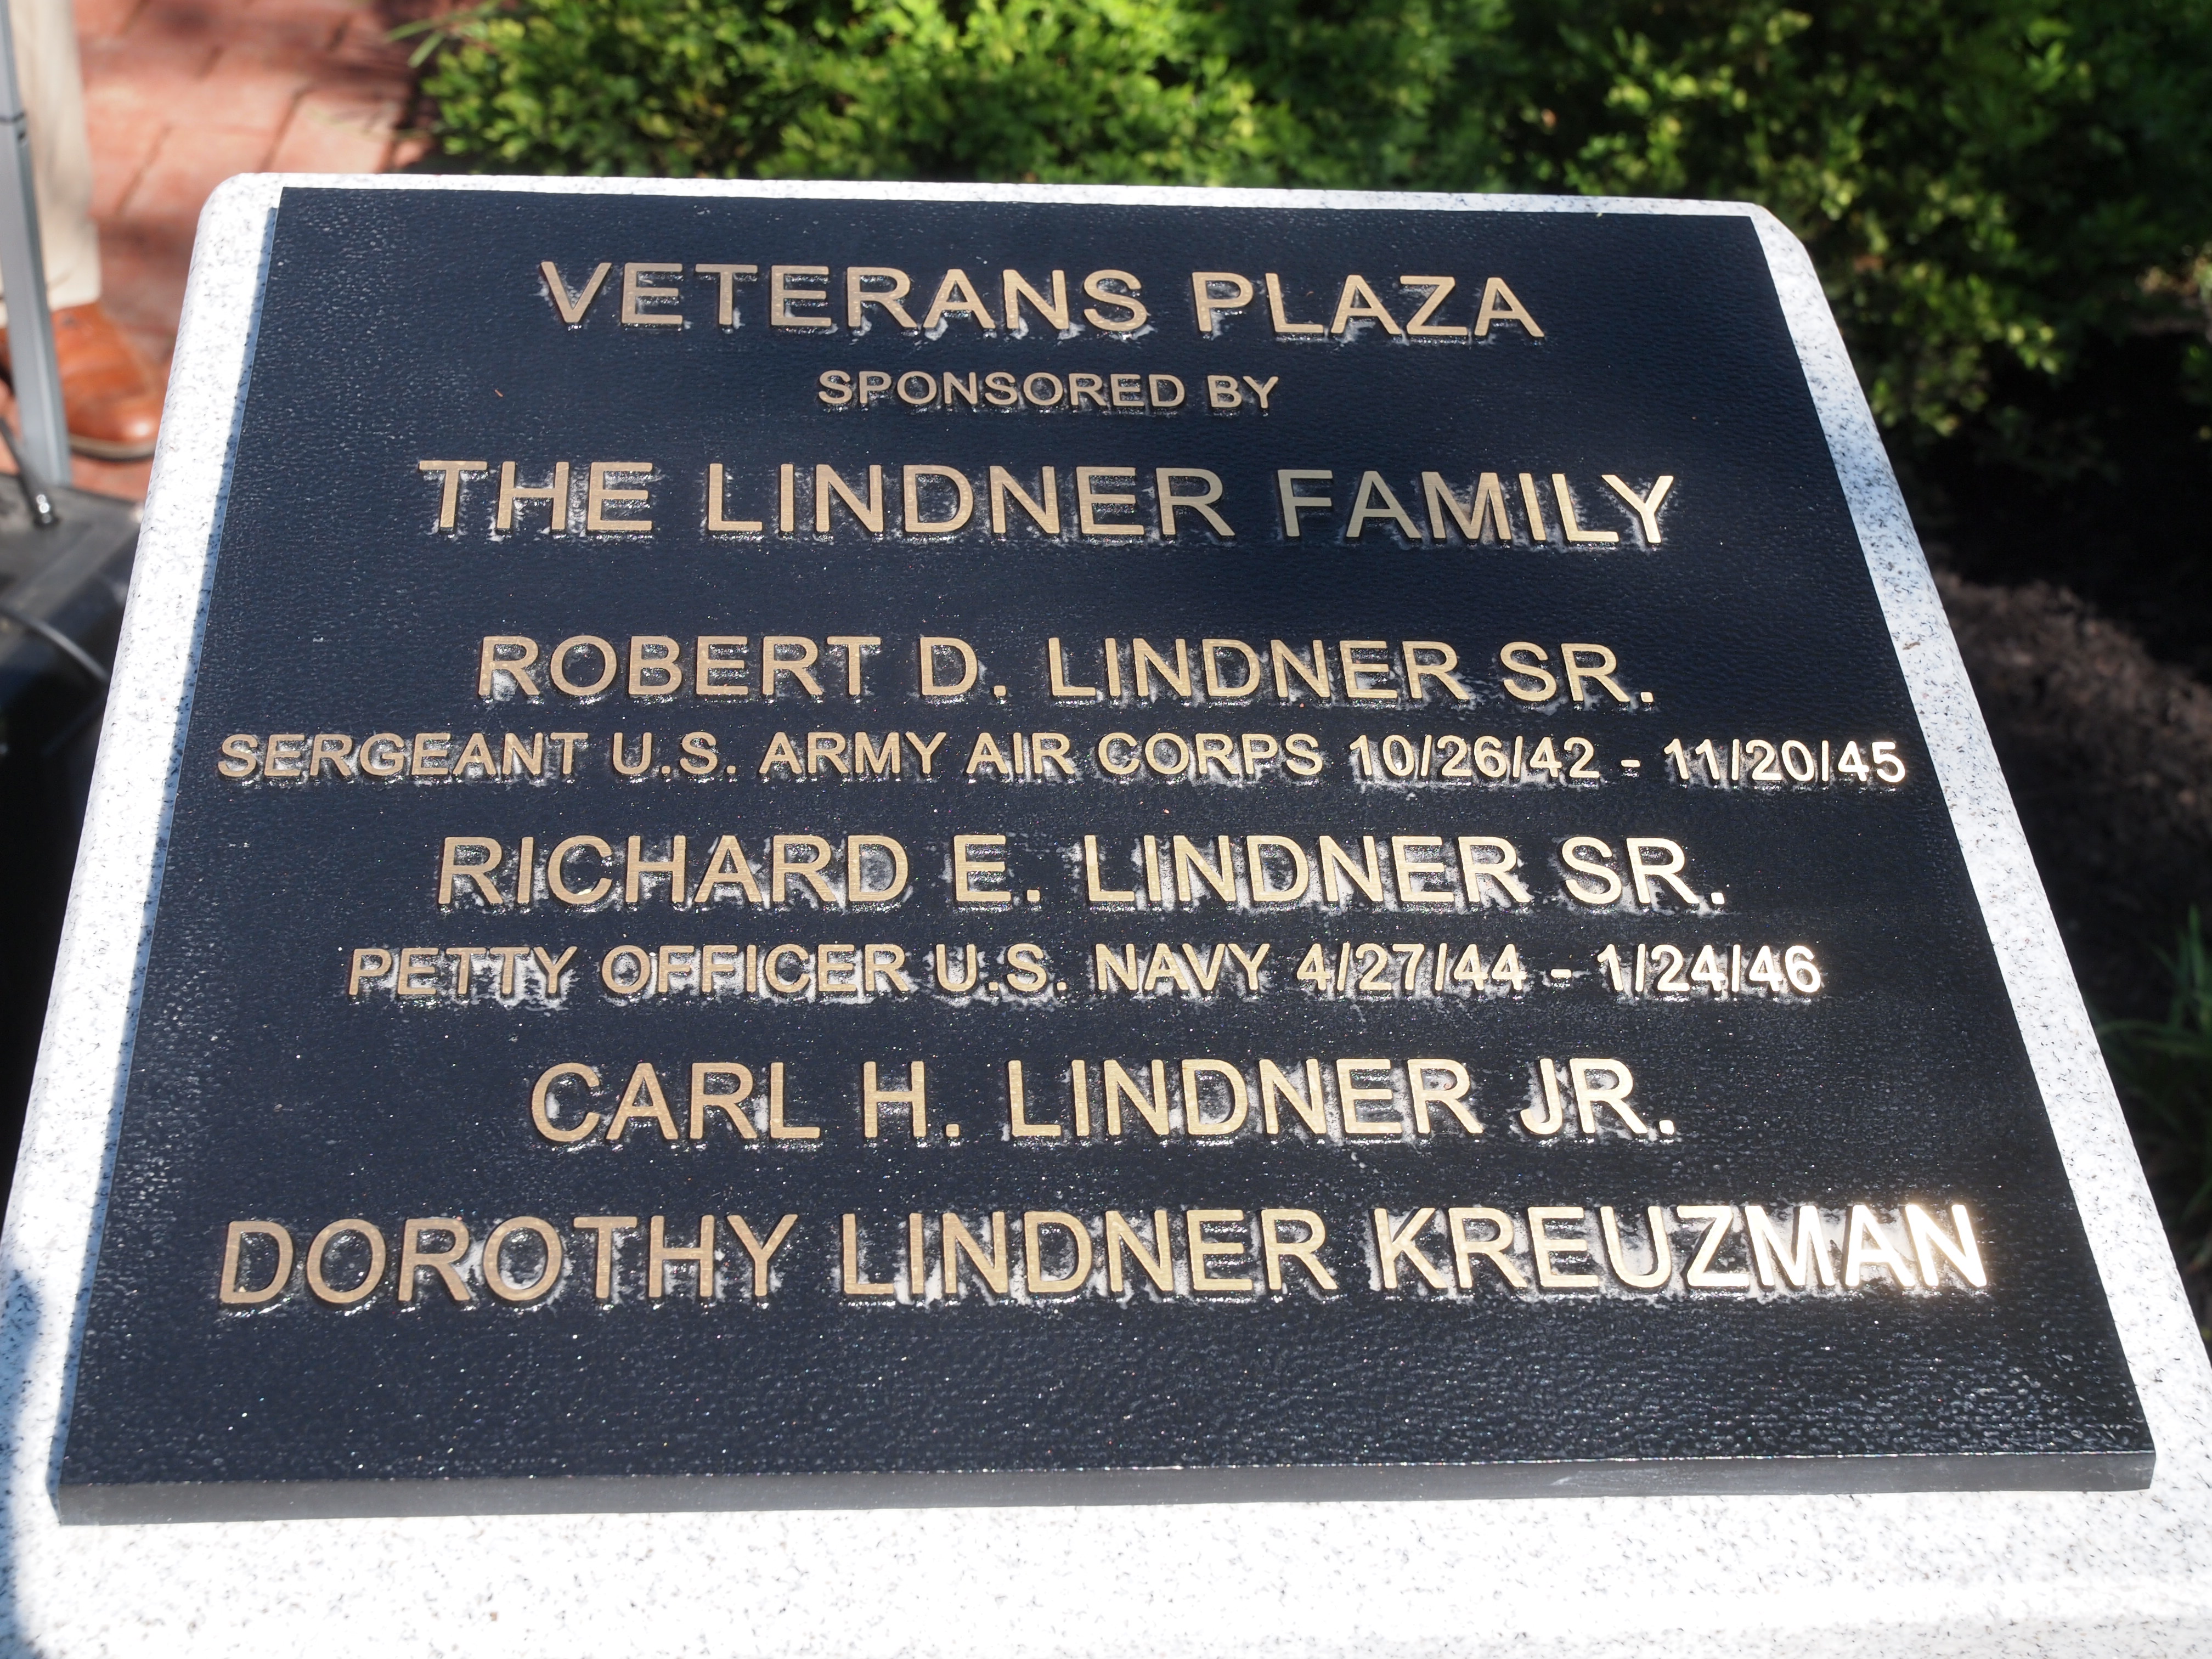 VETERANS PLAZA
SPONSORED BY
THE LINDNER FAMILY
ROBERT D. LINDNER SR.
SERGEANT U.S. ARMY AIR CORPS 10/26/42 - 11/20/45
RICHARD E. LINDNER SR.
PETTY OFFICER U.S. NAVY 4/27/44 - 1/24/46
CARL H. LINDNER JR.
DOROTHY LINDNER KREUZMAN